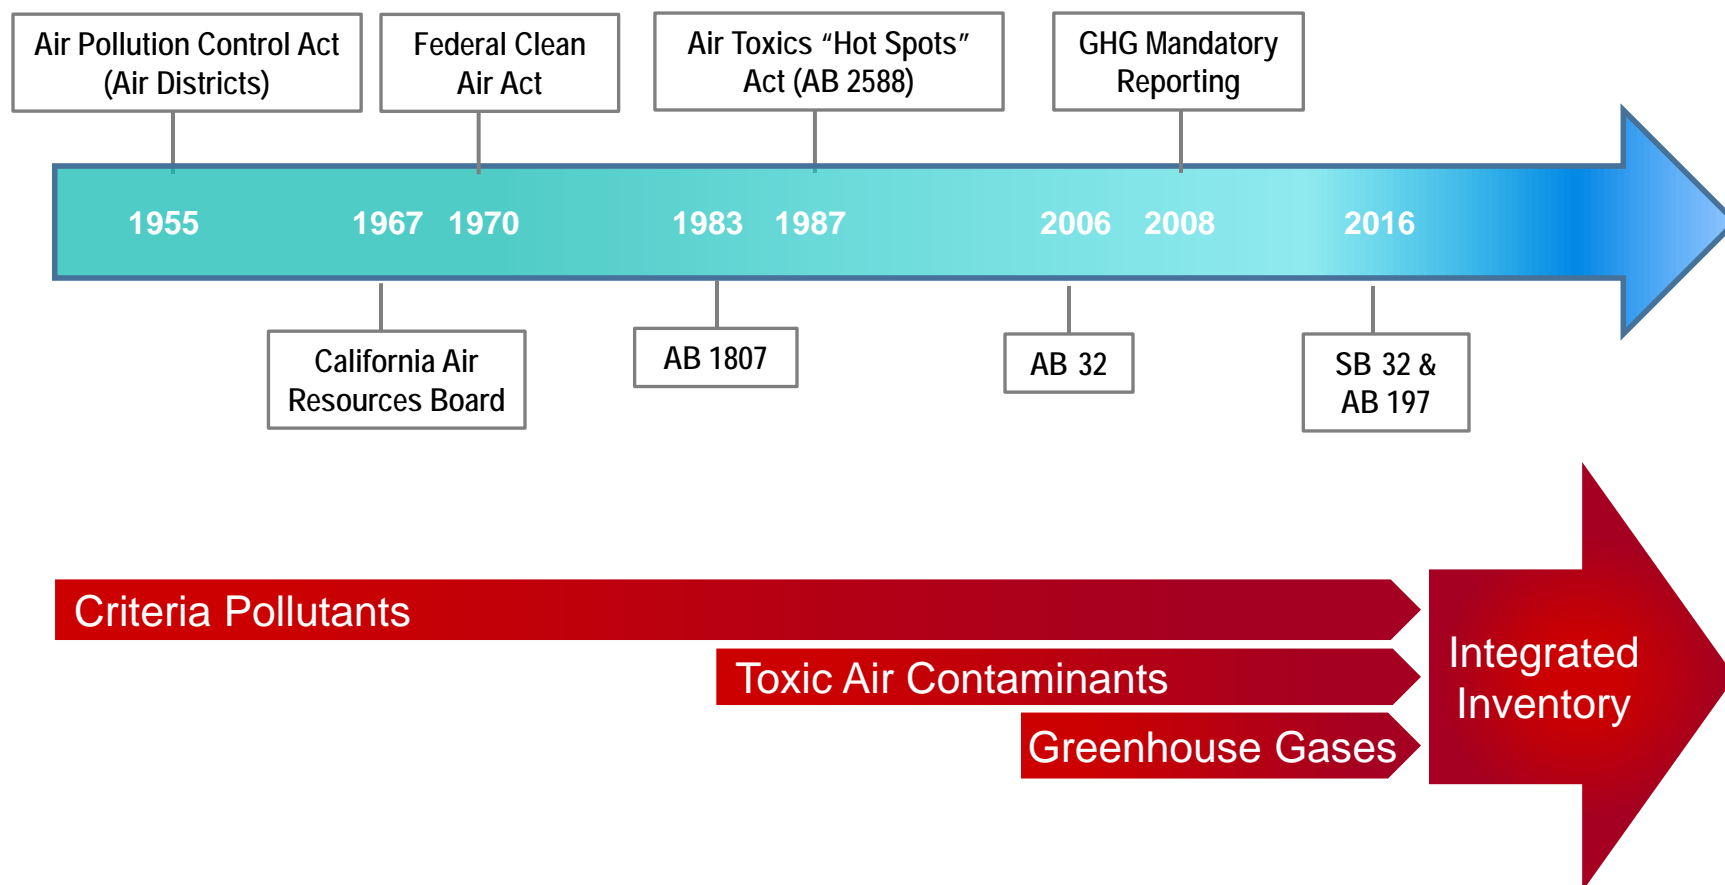 Air Pollution Control Act
(Air Districts)
Federal Clean
Air Act
Air Toxics “Hot Spots”
Act (AB 2588)
GHG Mandatory
Reporting
1955 1967 1970 1983 1987 2006 2008 2016
California Air
Resources Board
AB 1807
AB 32
SB 32 &
AB 197
Criteria Pollutants
Toxic Air Contaminants
Greenhouse Gases
Integrated
Inventory